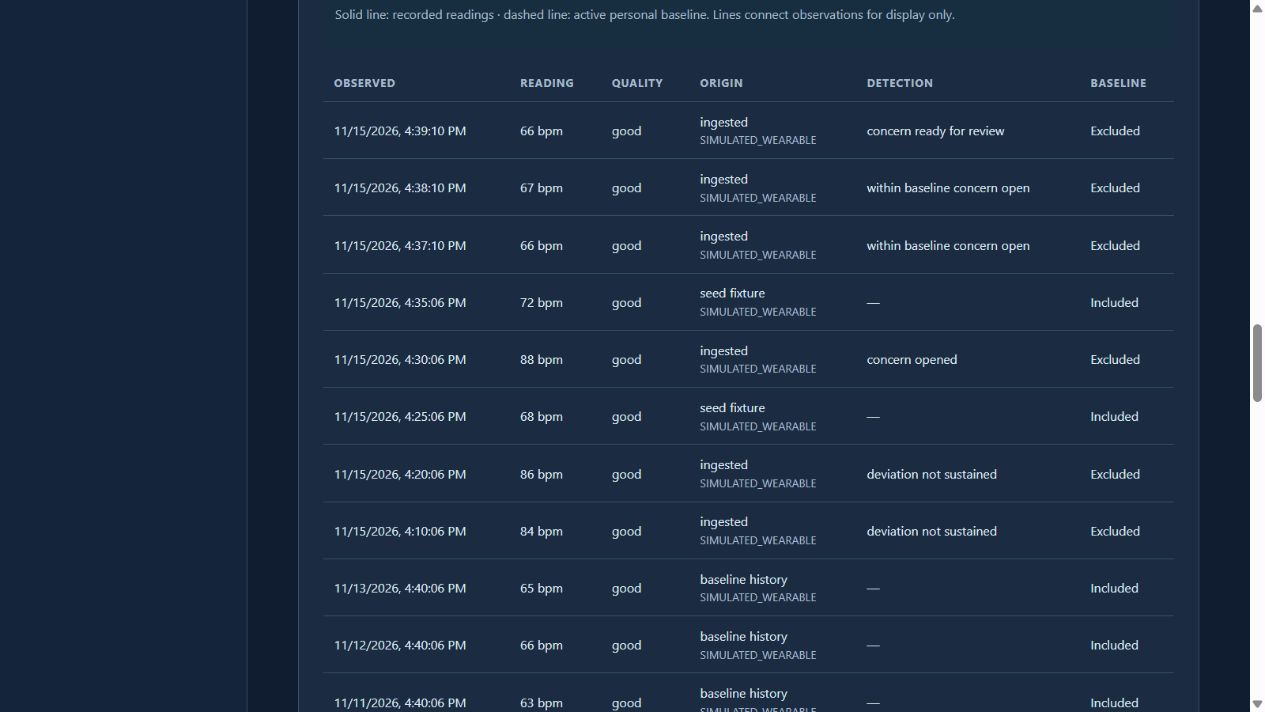 Solid line: recorded readings · dashed line: active personal baseline. Lines connect observations for display only.
OBSERVED READING QUALITY ORIGIN DETECTION BASELINE
11/15/2026, 4:39:10 PM 66 bpm good ingested SIMULATED_WEARABLE concern ready for review Excluded
11/15/2026, 4:38:10 PM 67 bpm good ingested SIMULATED_WEARABLE within baseline concern open Excluded
11/15/2026, 4:37:10 PM 66 bpm good ingested SIMULATED_WEARABLE within baseline concern open Excluded
11/15/2026, 4:35:06 PM 72 bpm good seed fixture SIMULATED_WEARABLE — Included
11/15/2026, 4:30:06 PM 88 bpm good ingested SIMULATED_WEARABLE concern opened Excluded
11/15/2026, 4:25:06 PM 68 bpm good seed fixture SIMULATED_WEARABLE — Included
11/15/2026, 4:20:06 PM 86 bpm good ingested SIMULATED_WEARABLE deviation not sustained Excluded
11/15/2026, 4:10:06 PM 84 bpm good ingested SIMULATED_WEARABLE deviation not sustained Excluded
11/13/2026, 4:40:06 PM 65 bpm good baseline history SIMULATED_WEARABLE — Included
11/12/2026, 4:40:06 PM 66 bpm good baseline history SIMULATED_WEARABLE — Included
11/11/2026, 4:40:06 PM 63 bpm good baseline history SIMULATED_WEARABLE — Included